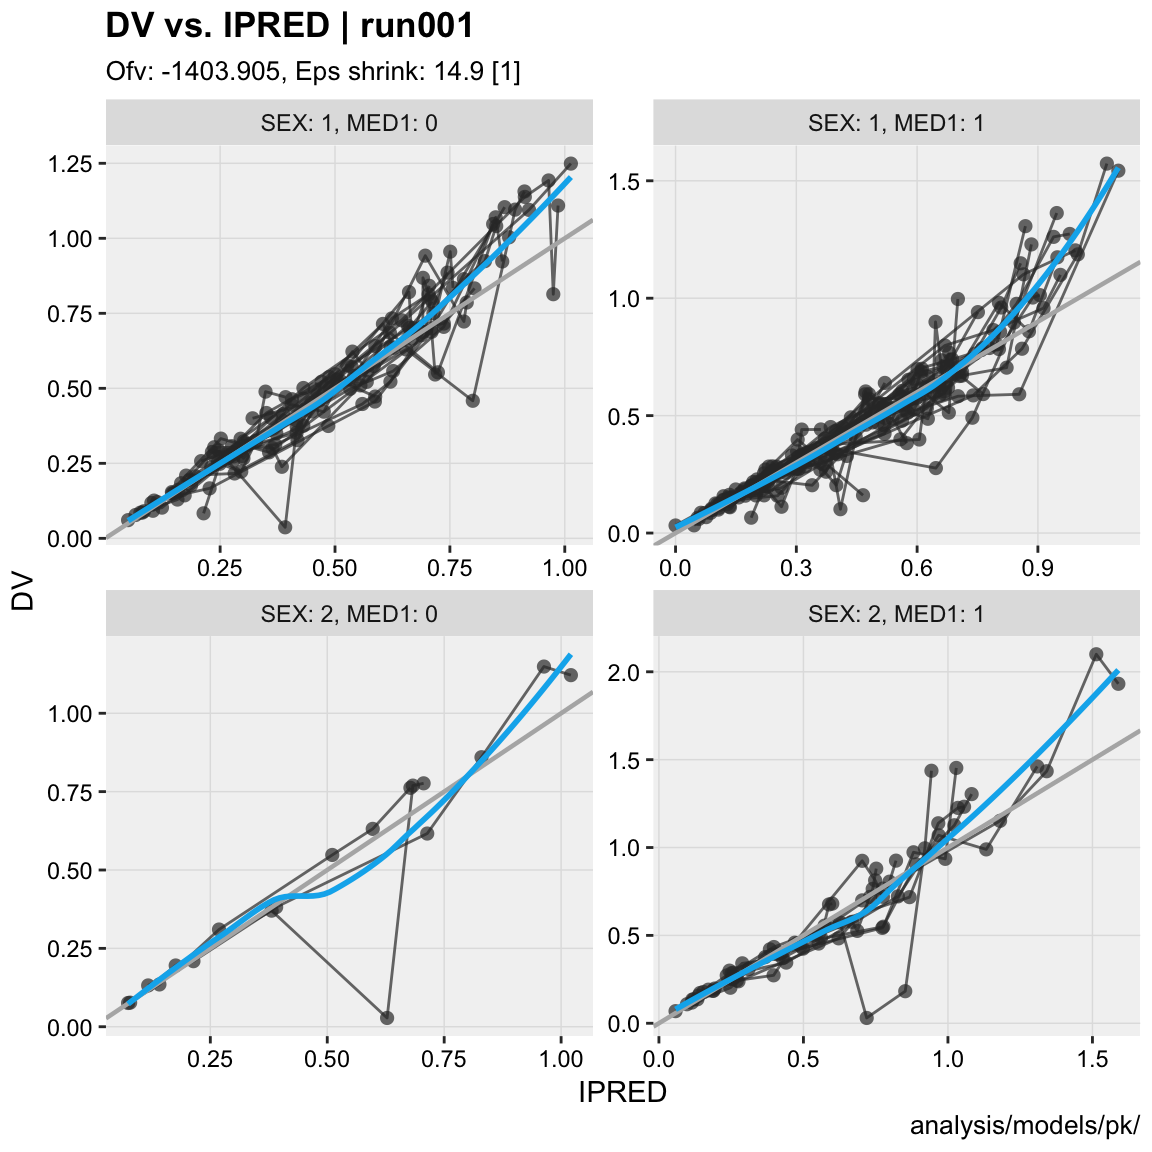 DV vs. IPRED | run001
Ofv: -1403.905, Eps shrink: 14.9 [1]
SEX: 1, MED1: 0
SEX: 1, MED1: 1
1.25
1.00
0.75
0.50
0.25
0.00
1.5
1.0
0.5
0.0
0.25 0.50 0.75 1.00
0.0 0.3 0.6 0.9
DV
SEX: 2, MED1: 0
SEX: 2, MED1: 1
1.00
0.75
0.50
0.25
0.00
2.0
1.5
1.0
0.5
0.0
0.25 0.50 0.75 1.00
0.0 0.5 1.0 1.5
IPRED
analysis/models/pk/